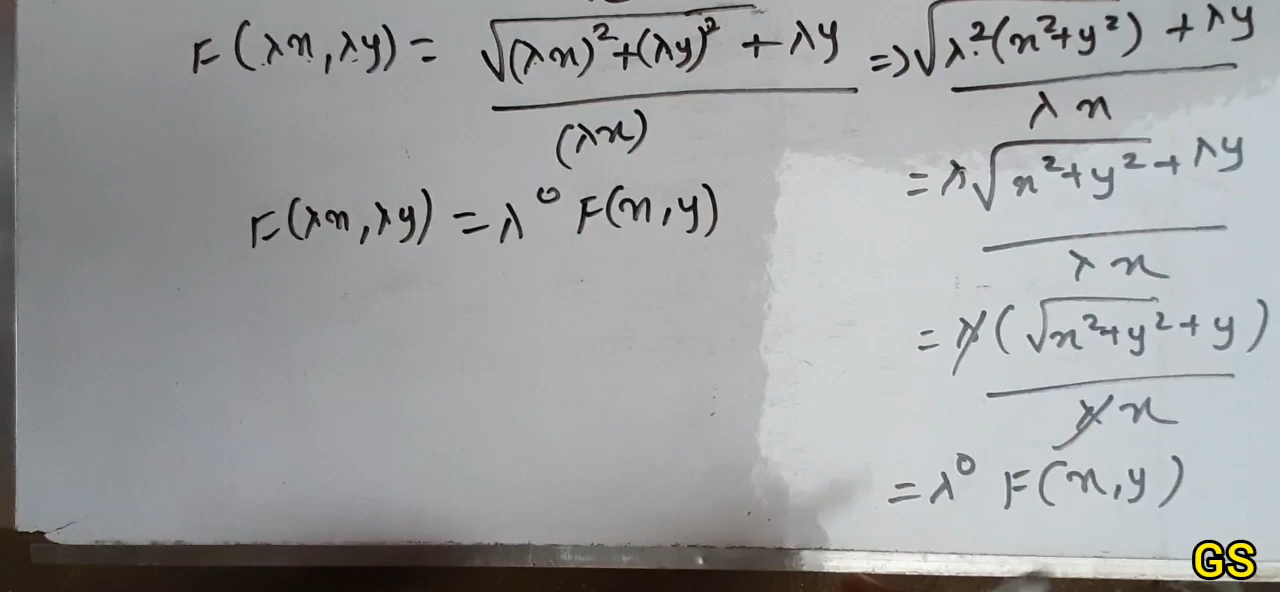 F(λx, λy) = (√((λx)²+(λy)²) + λy) / (λx) => (√(λ²(x²+y²)) + λy) / (λx)
= (λ√(x²+y²) + λy) / (λx)
F(λx, λy) = λ⁰ F(x, y)
= λ(√(x²+y²) + y) / (λx)
= λ⁰ F(x, y)
GS